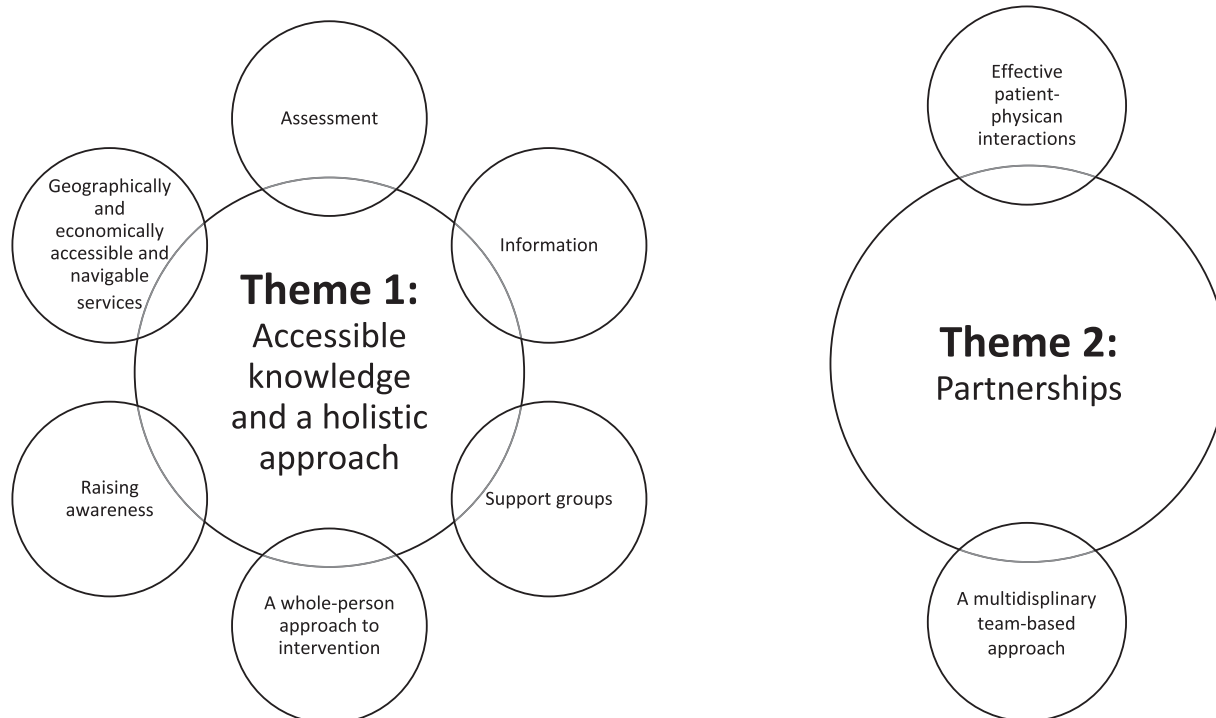 Assessment
Geographically
and
economically
accessible and
navigable
services
Information
Theme 1:
Accessible
knowledge
and a holistic
approach
Raising
awareness
Support groups
A whole-person
approach to
intervention
Effective
patient-
physican
interactions
Theme 2:
Partnerships
A multidisplinary
team-based
approach